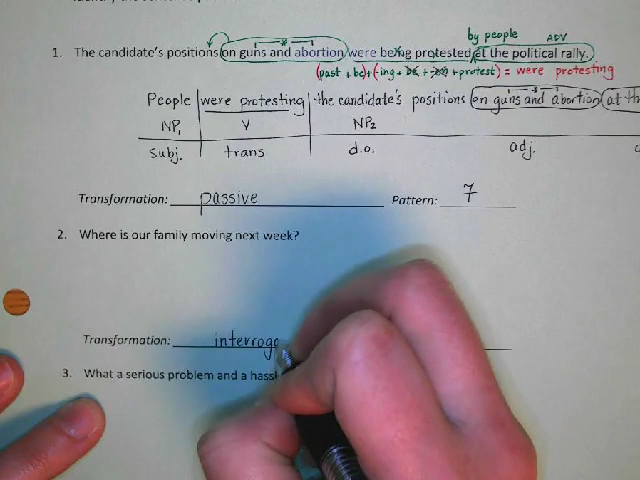 by people ADV
1. The candidate's positions on guns and abortion were being protested at the political rally.
(past + be) + (-ing + be + -en + protest) = were protesting
People were protesting the candidate's positions on guns and abortion at th
NP1 V NP2
subj. trans d.o. adj.
Transformation: passive Pattern: 7
2. Where is our family moving next week?
Transformation: interroga
3. What a serious problem and a hass